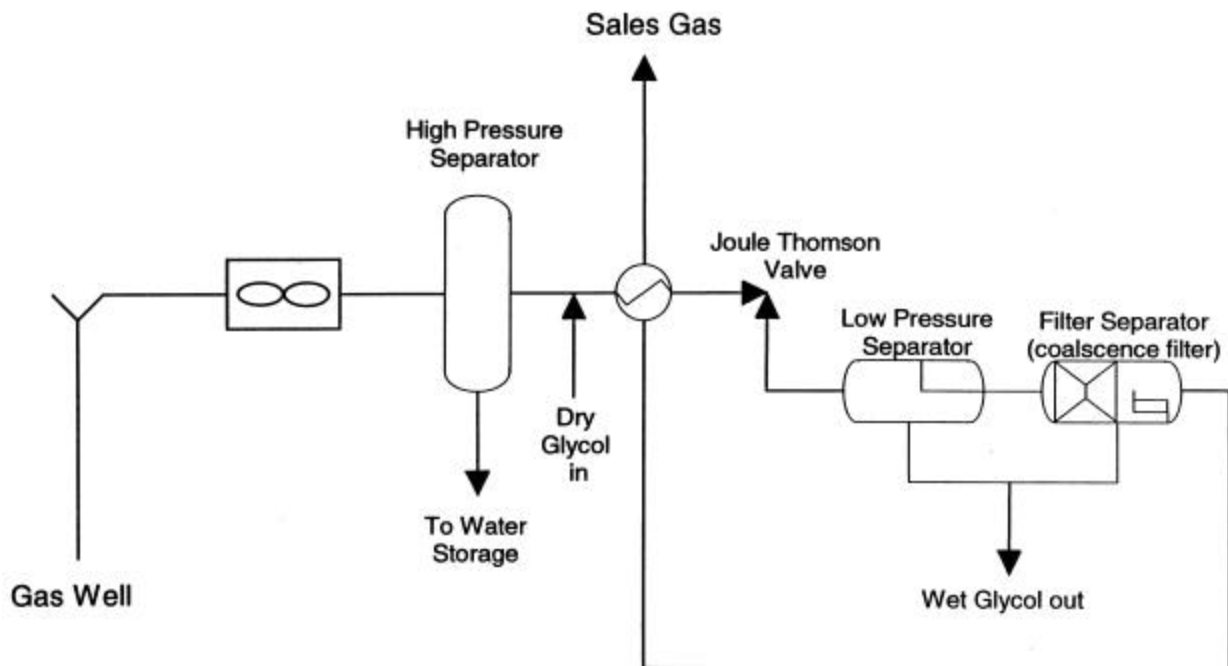 Sales Gas
High Pressure
Separator
Joule Thomson
Valve
Low Pressure
Separator
Filter Separator
(coalscence filter)
Dry
Glycol
in
To Water
Storage
Gas Well
Wet Glycol out